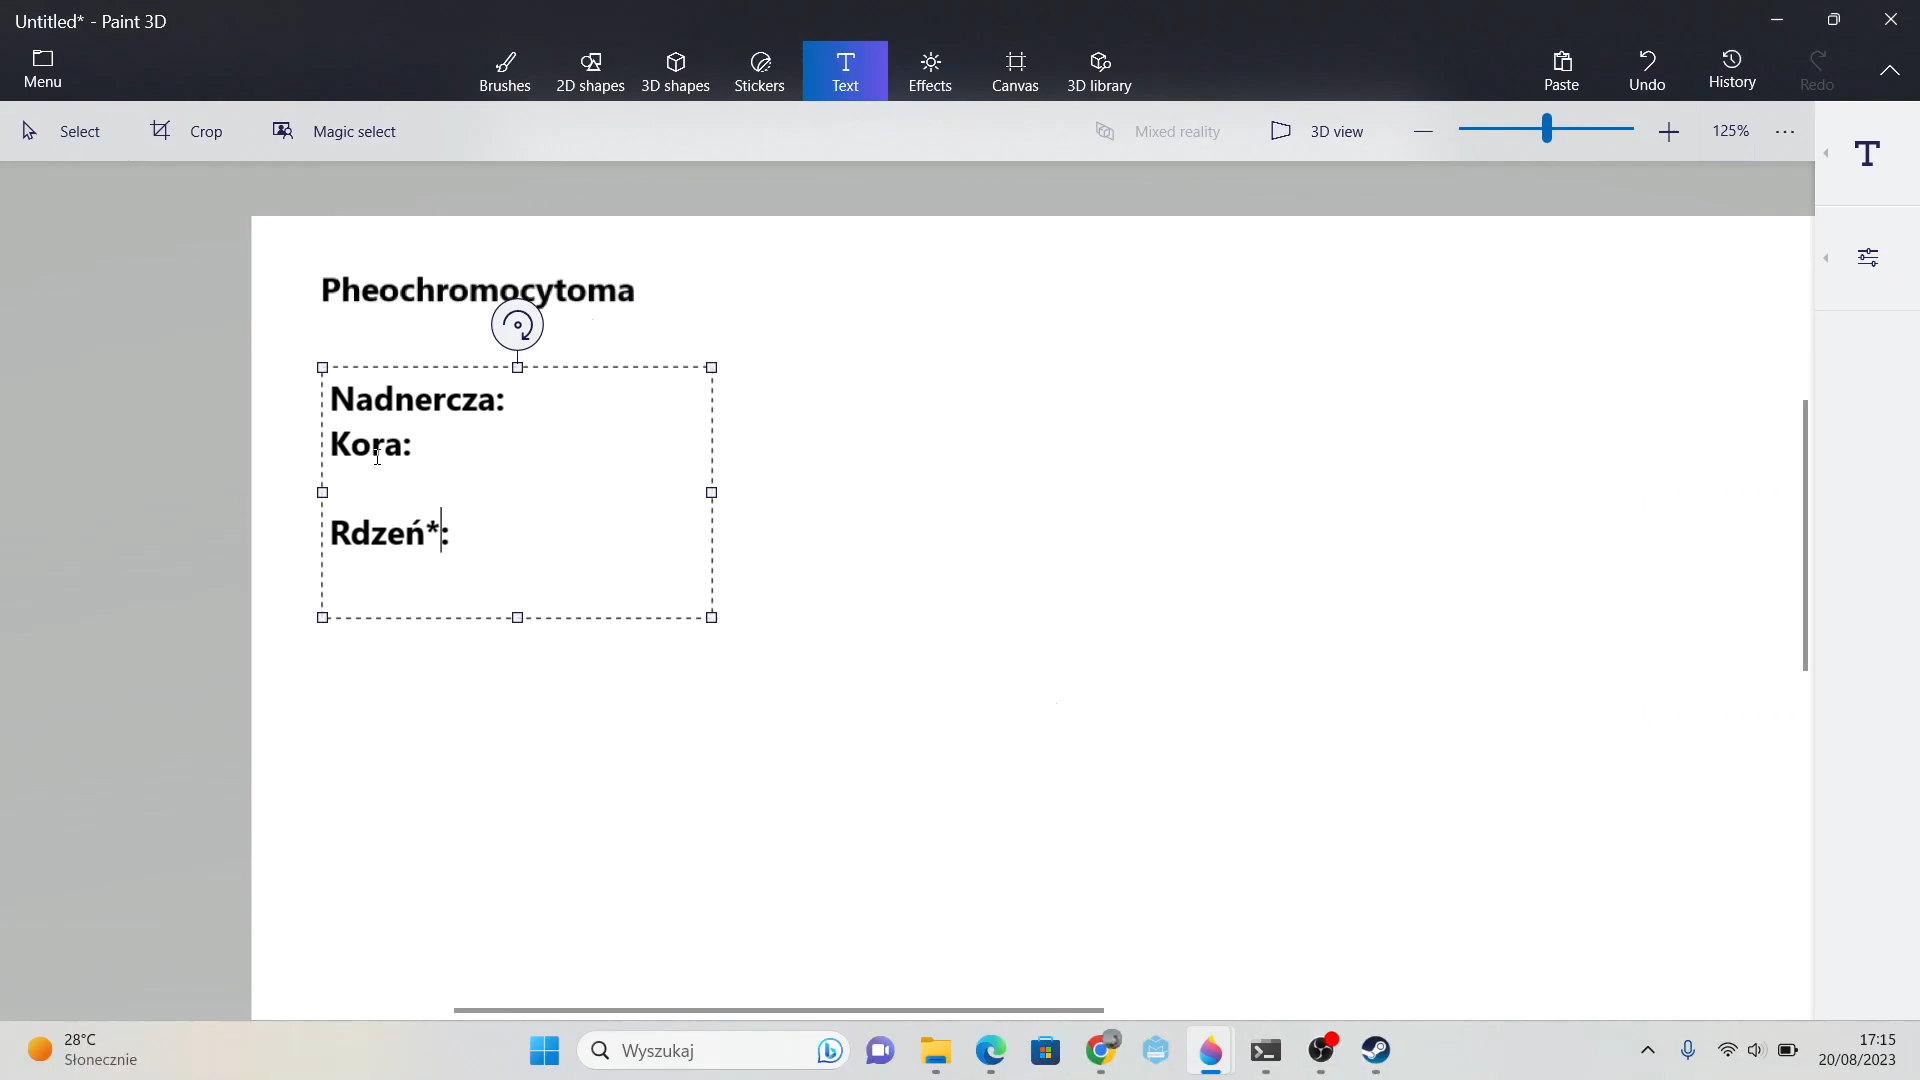 Untitled* - Paint 3D
Menu
Brushes
2D shapes
3D shapes
Stickers
Text
Effects
Canvas
3D library
Paste
Undo
History
Redo
Select
Crop
Magic select
Mixed reality
3D view
125%
Pheochromocytoma
Nadnercza:
Kora:
Rdzeń*:
28°C
Słonecznie
Wyszukaj
17:15
20/08/2023